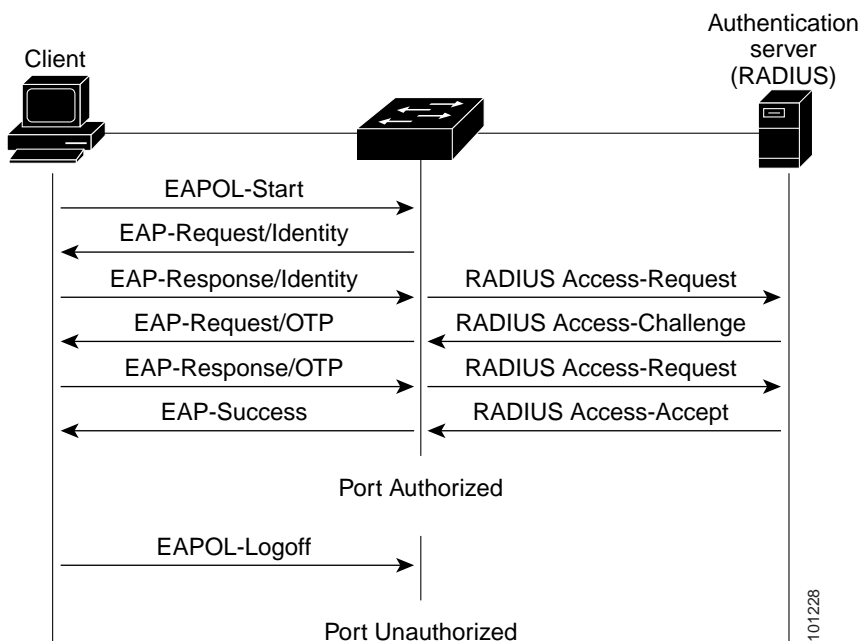 Authentication
server
(RADIUS)
Client
EAPOL-Start
EAP-Request/Identity
EAP-Response/Identity
RADIUS Access-Request
EAP-Request/OTP
RADIUS Access-Challenge
EAP-Response/OTP
RADIUS Access-Request
EAP-Success
RADIUS Access-Accept
Port Authorized
EAPOL-Logoff
Port Unauthorized
101228